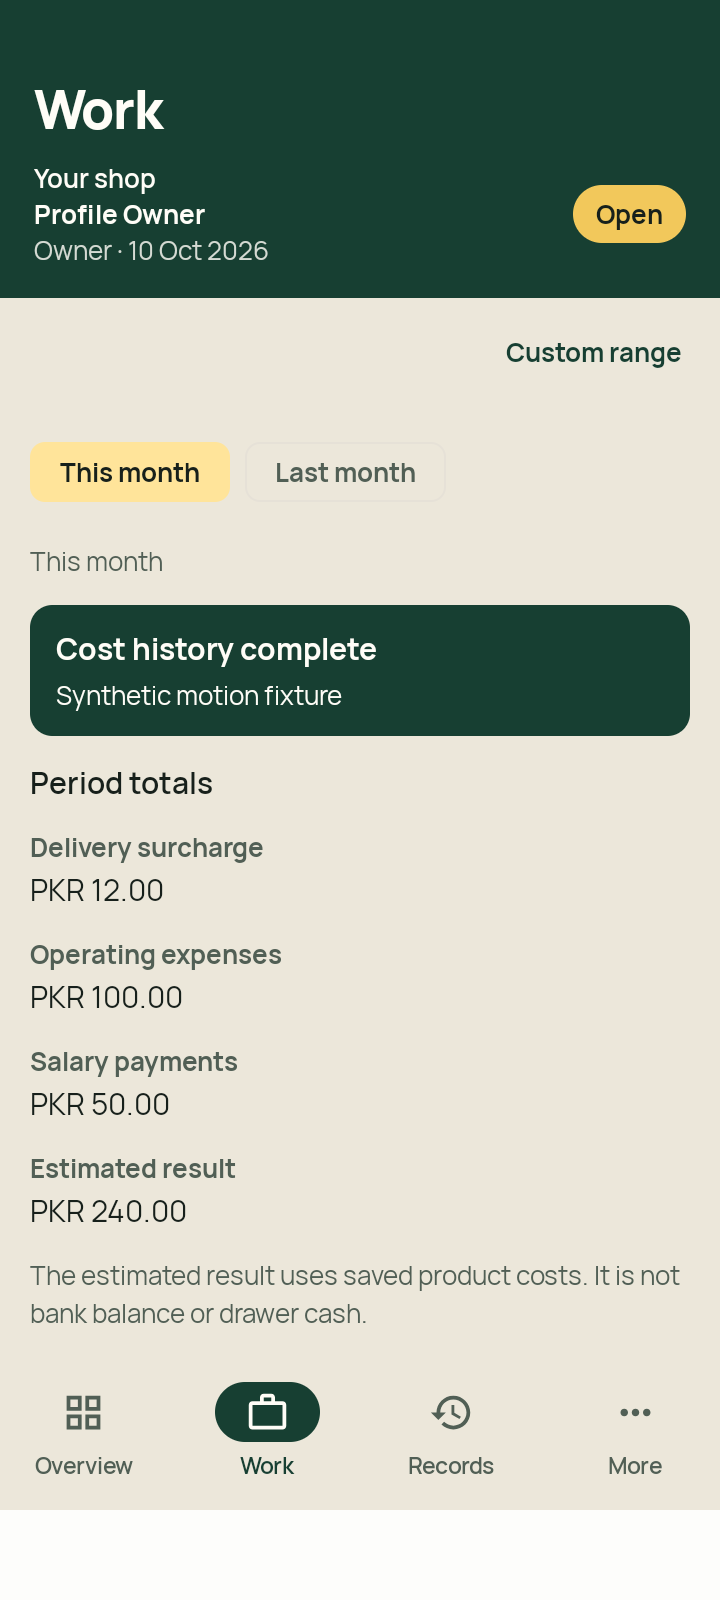 Work
Your shop
Profile Owner
Owner · 10 Oct 2026
Open
Custom range
This month
Last month
This month
Cost history complete
Synthetic motion fixture
Period totals
Delivery surcharge
PKR 12.00
Operating expenses
PKR 100.00
Salary payments
PKR 50.00
Estimated result
PKR 240.00
The estimated result uses saved product costs. It is not
bank balance or drawer cash.
Overview
Work
Records
More